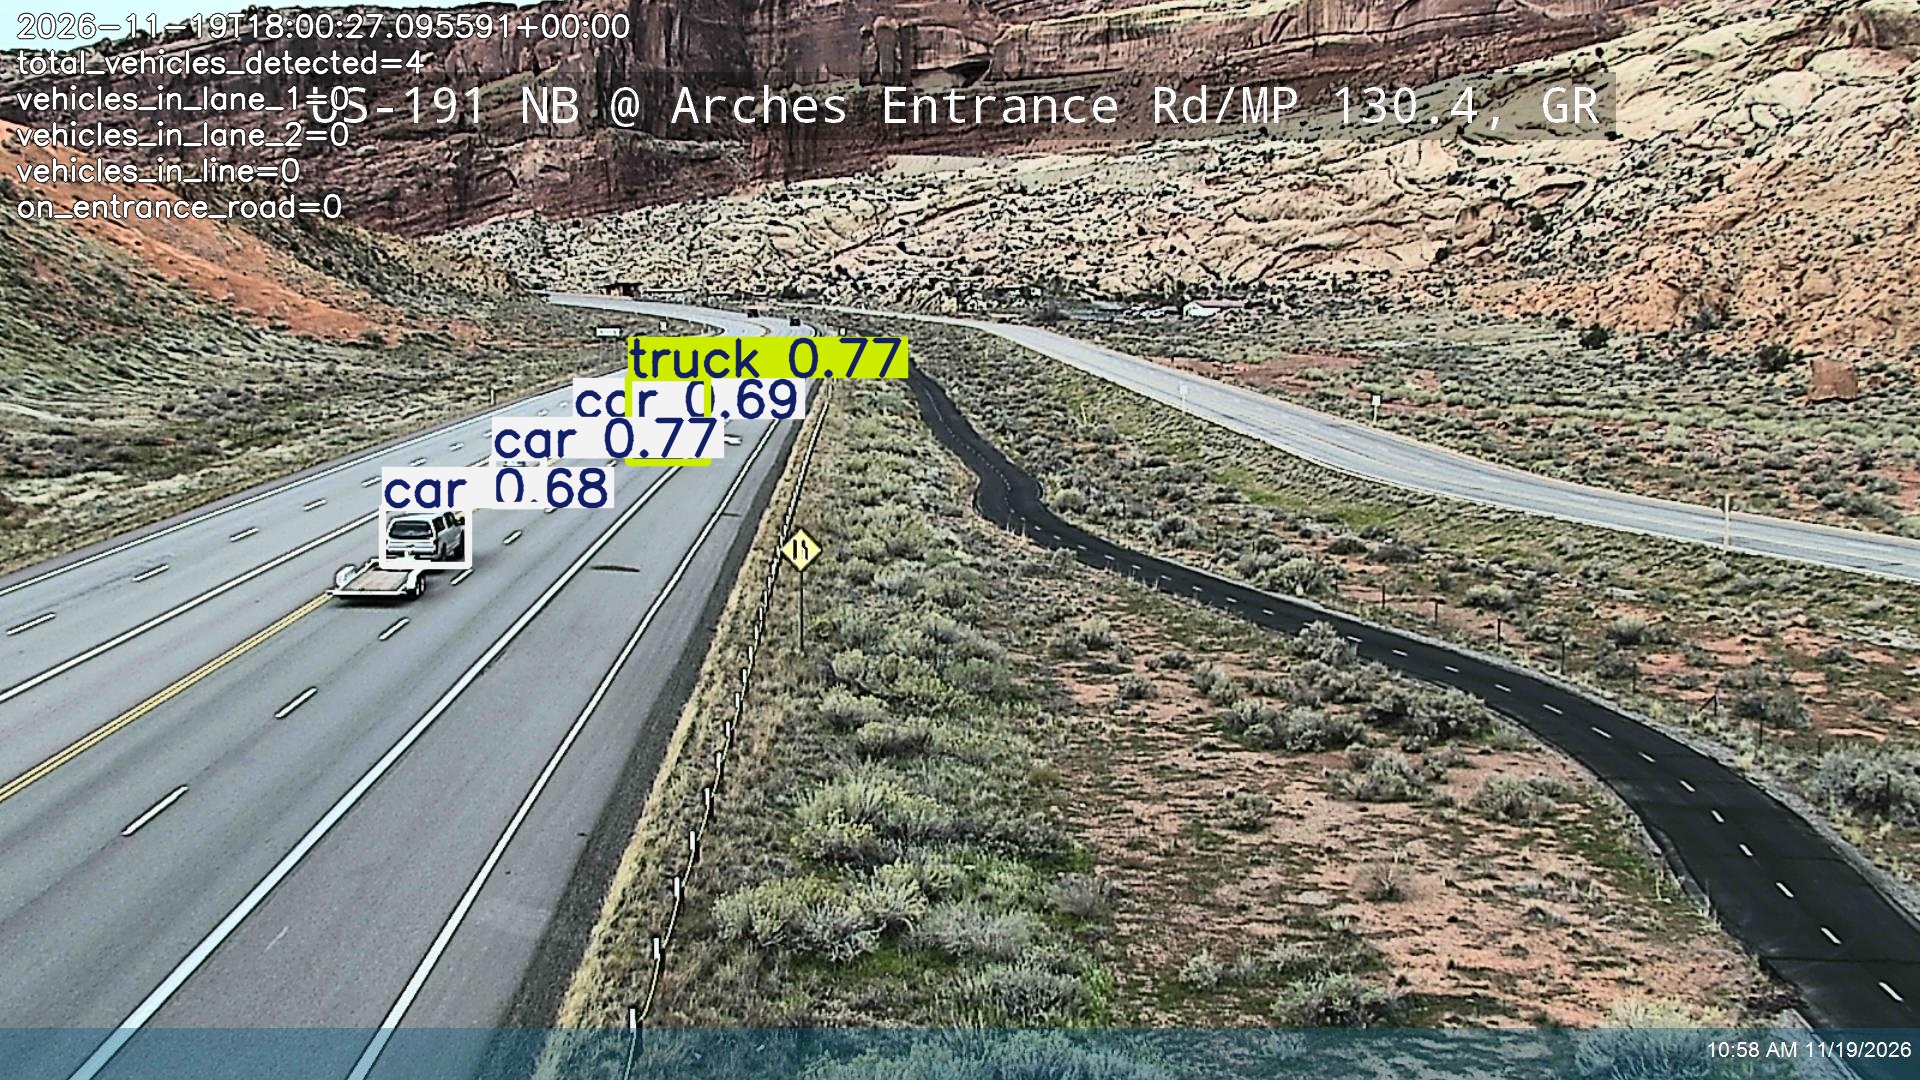 2026-11-19T18:00:27.095591+00:00
total_vehicles_detected=4
vehicles_in_lane_1=0
US-191 NB @ Arches Entrance Rd/MP 130.4, GR
vehicles_in_lane_2=0
vehicles_in_line=0
on_entrance_road=0
truck 0.77
car 0.69
car 0.77
car 0.68
10:58 AM 11/19/2026